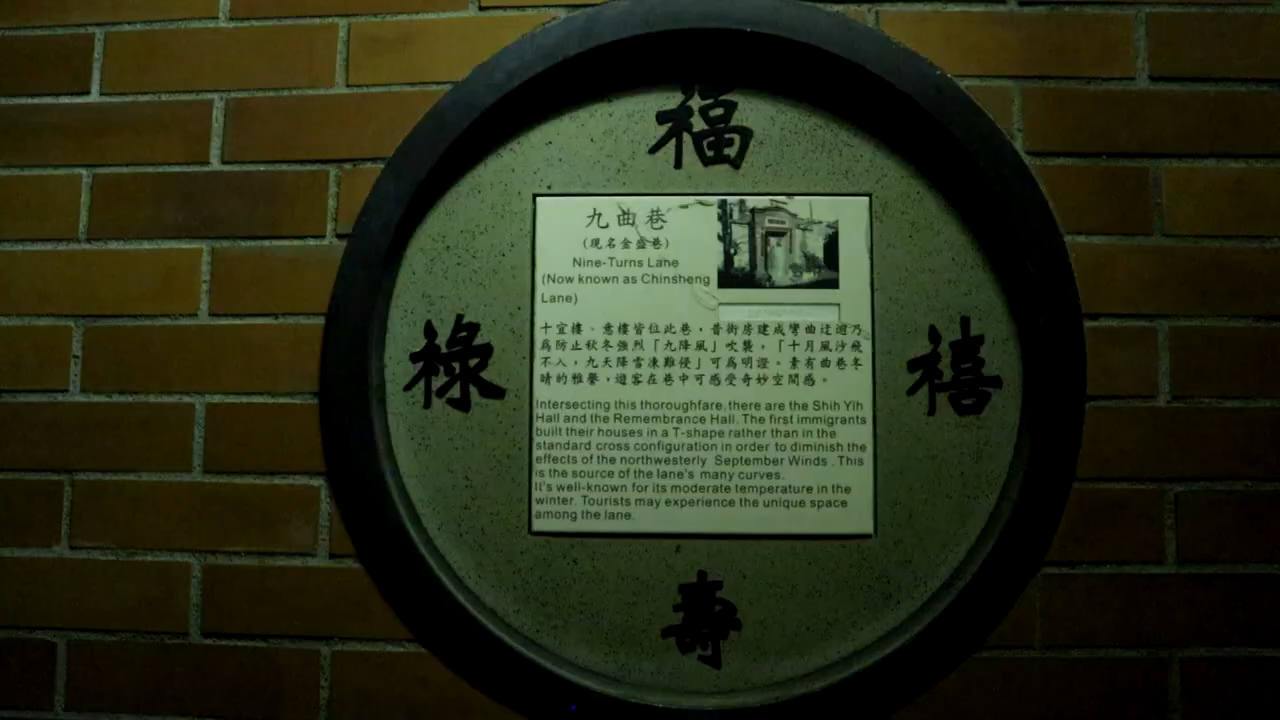 福
九曲巷
(現名金盛巷)
Nine-Turns Lane
(Now known as Chinsheng
Lane)
祿
禧
十宜樓、意樓皆位此巷，昔街房建成彎曲迂迴乃
爲防止秋冬強烈「九降風」吹襲，「十月風沙飛
不入，九天降雪凍難侵」可爲明證。素有曲巷冬
晴的雅譽，遊客在巷中可感受奇妙空間感。
Intersecting this thoroughfare, there are the Shih Yih
Hall and the Remembrance Hall. The first immigrants
built their houses in a T-shape rather than in the
standard cross configuration in order to diminish the
effects of the northwesterly September Winds. This
is the source of the lane's many curves.
It's well-known for its moderate temperature in the
winter. Tourists may experience the unique space
among the lane.
壽